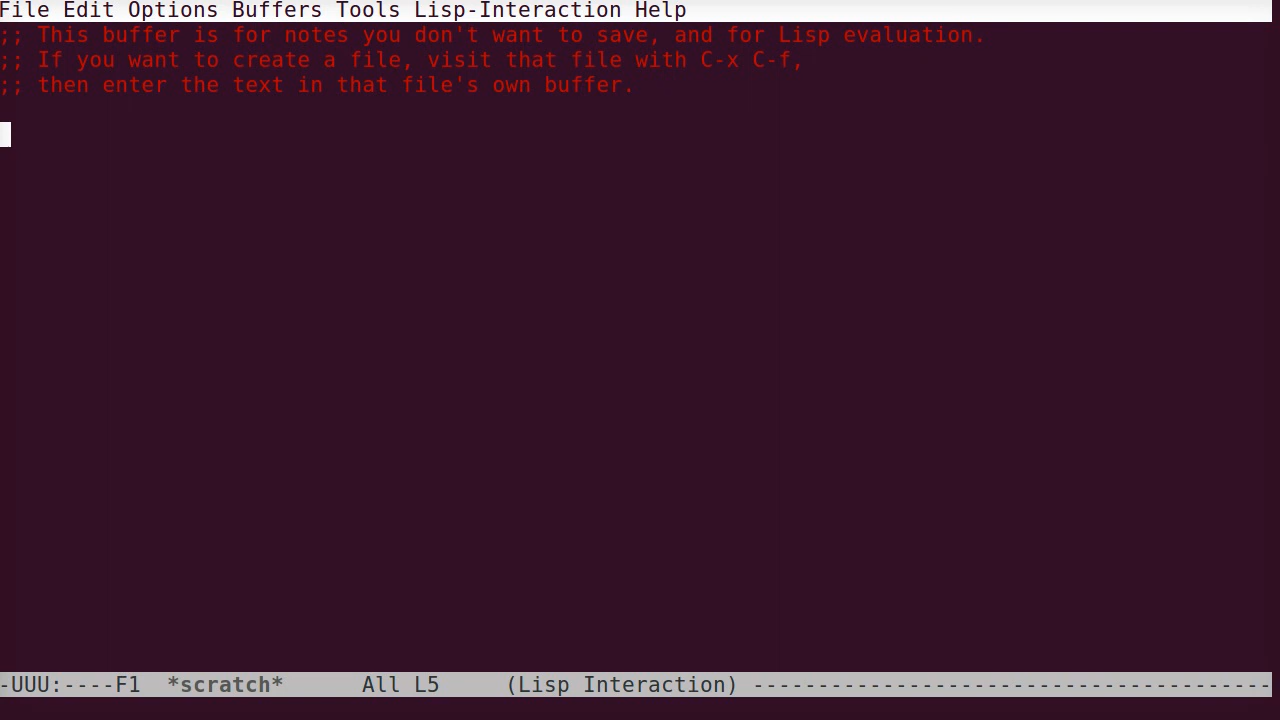 File Edit Options Buffers Tools Lisp-Interaction Help
;; This buffer is for notes you don't want to save, and for Lisp evaluation.
;; If you want to create a file, visit that file with C-x C-f,
;; then enter the text in that file's own buffer.
-UUU:----F1  *scratch*      All L5     (Lisp Interaction) ----------------------------------------